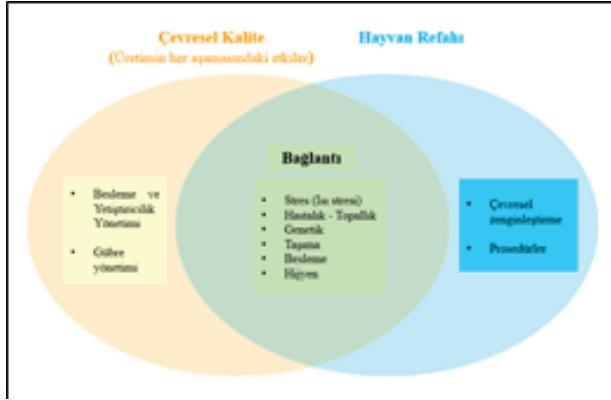 Çevresel Kalite
(Üretimin her aşamasındaki etkiler)
Hayvan Refahı
• Besleme ve
Yetiştiricilik
Yönetimi
• Gübre
yönetimi
Bağlantı
• Stres (Isı stresi)
• Hastalık - Topallık
• Genetik
• Taşıma
• Besleme
• Hijyen
• Çevresel
zenginleştirme
• Prosedürler